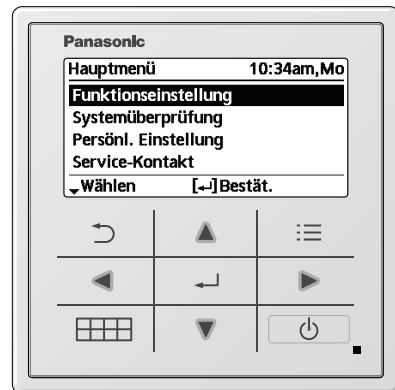 Panasonic
Hauptmenü 10:34am,Mo
Funktionseinstellung
Systemüberprüfung
Persönl. Einstellung
Service-Kontakt
Wählen [↵]Bestät.